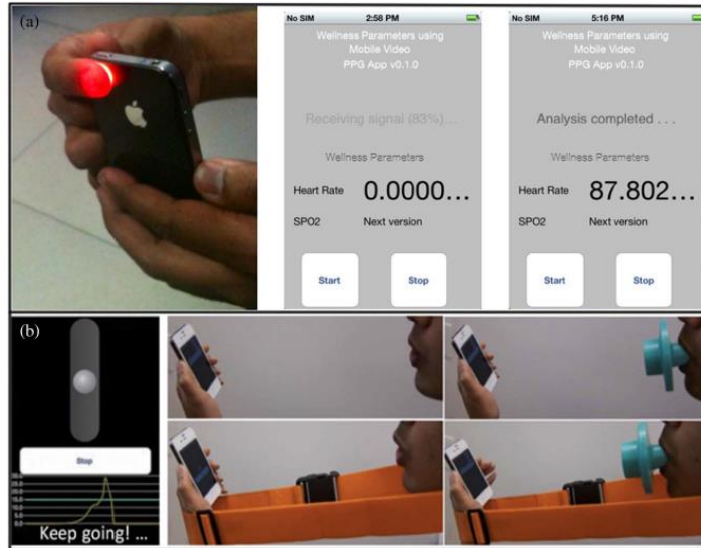 (a)
No SIM 2:58 PM
Wellness Parameters using
Mobile Video
PPG App v0.1.0
Receiving signal (83%)...
Wellness Parameters
Heart Rate 0.0000...
SPO2 Next version
Start Stop
No SIM 5:16 PM
Wellness Parameters using
Mobile Video
PPG App v0.1.0
Analysis completed . . .
Wellness Parameters
Heart Rate 87.802...
SPO2 Next version
Start Stop
(b)
Stop
Keep going! ...